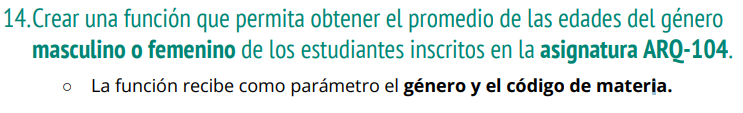 14.Crear una función que permita obtener el promedio de las edades del género
masculino o femenino de los estudiantes inscritos en la asignatura ARQ-104.
○ La función recibe como parámetro el género y el código de materia.